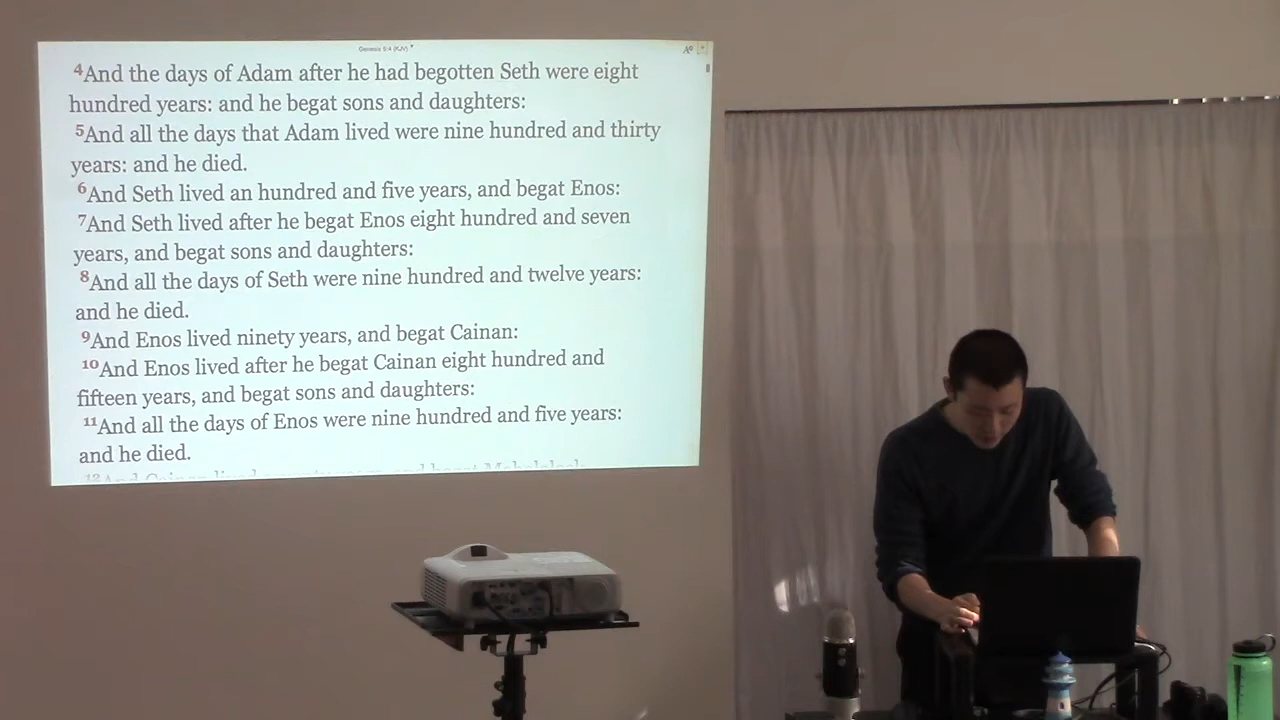 Genesis 5:4 (KJV)
4And the days of Adam after he had begotten Seth were eight
hundred years: and he begat sons and daughters:
5And all the days that Adam lived were nine hundred and thirty
years: and he died.
6And Seth lived an hundred and five years, and begat Enos:
7And Seth lived after he begat Enos eight hundred and seven
years, and begat sons and daughters:
8And all the days of Seth were nine hundred and twelve years:
and he died.
9And Enos lived ninety years, and begat Cainan:
10And Enos lived after he begat Cainan eight hundred and
fifteen years, and begat sons and daughters:
11And all the days of Enos were nine hundred and five years:
and he died.